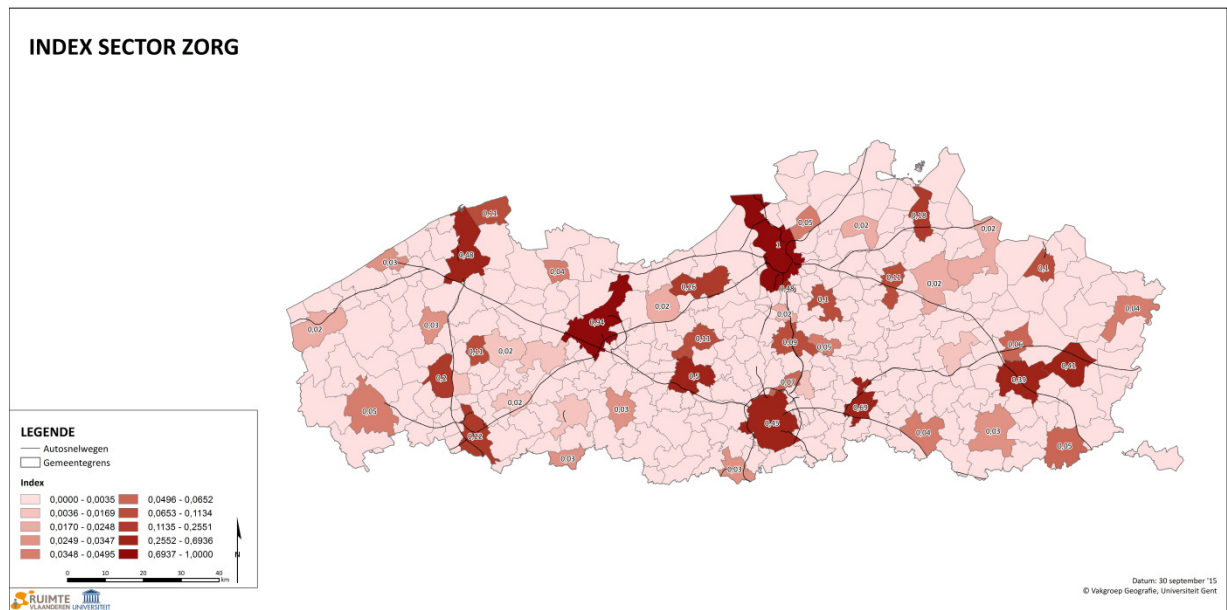 INDEX SECTOR ZORG
0,11
0,48
0,03
0,04
0,02
0,03
0,11
0,02
0,2
0,02
0,05
0,03
0,03
0,94
0,02
0,26
0,11
0,5
1
0,05
0,02
0,18
0,02
0,1
0,11
0,02
0,1
0,02
0,09
0,07
0,45
0,03
0,04
0,06
0,39
0,41
0,04
0,03
0,05
LEGENDE
Autosnelwegen
Gemeentegrens
Index
0,0000 - 0,0035
0,0036 - 0,0169
0,0170 - 0,0248
0,0249 - 0,0347
0,0348 - 0,0495
0,0496 - 0,0652
0,0653 - 0,1134
0,1135 - 0,2551
0,2552 - 0,6936
0,6937 - 1,0000
N
0 10 20 30 40
km
RUIMTE
VLAANDEREN
UNIVERSITEIT
Datum: 30 september '15
© Vakgroep Geografie, Universiteit Gent